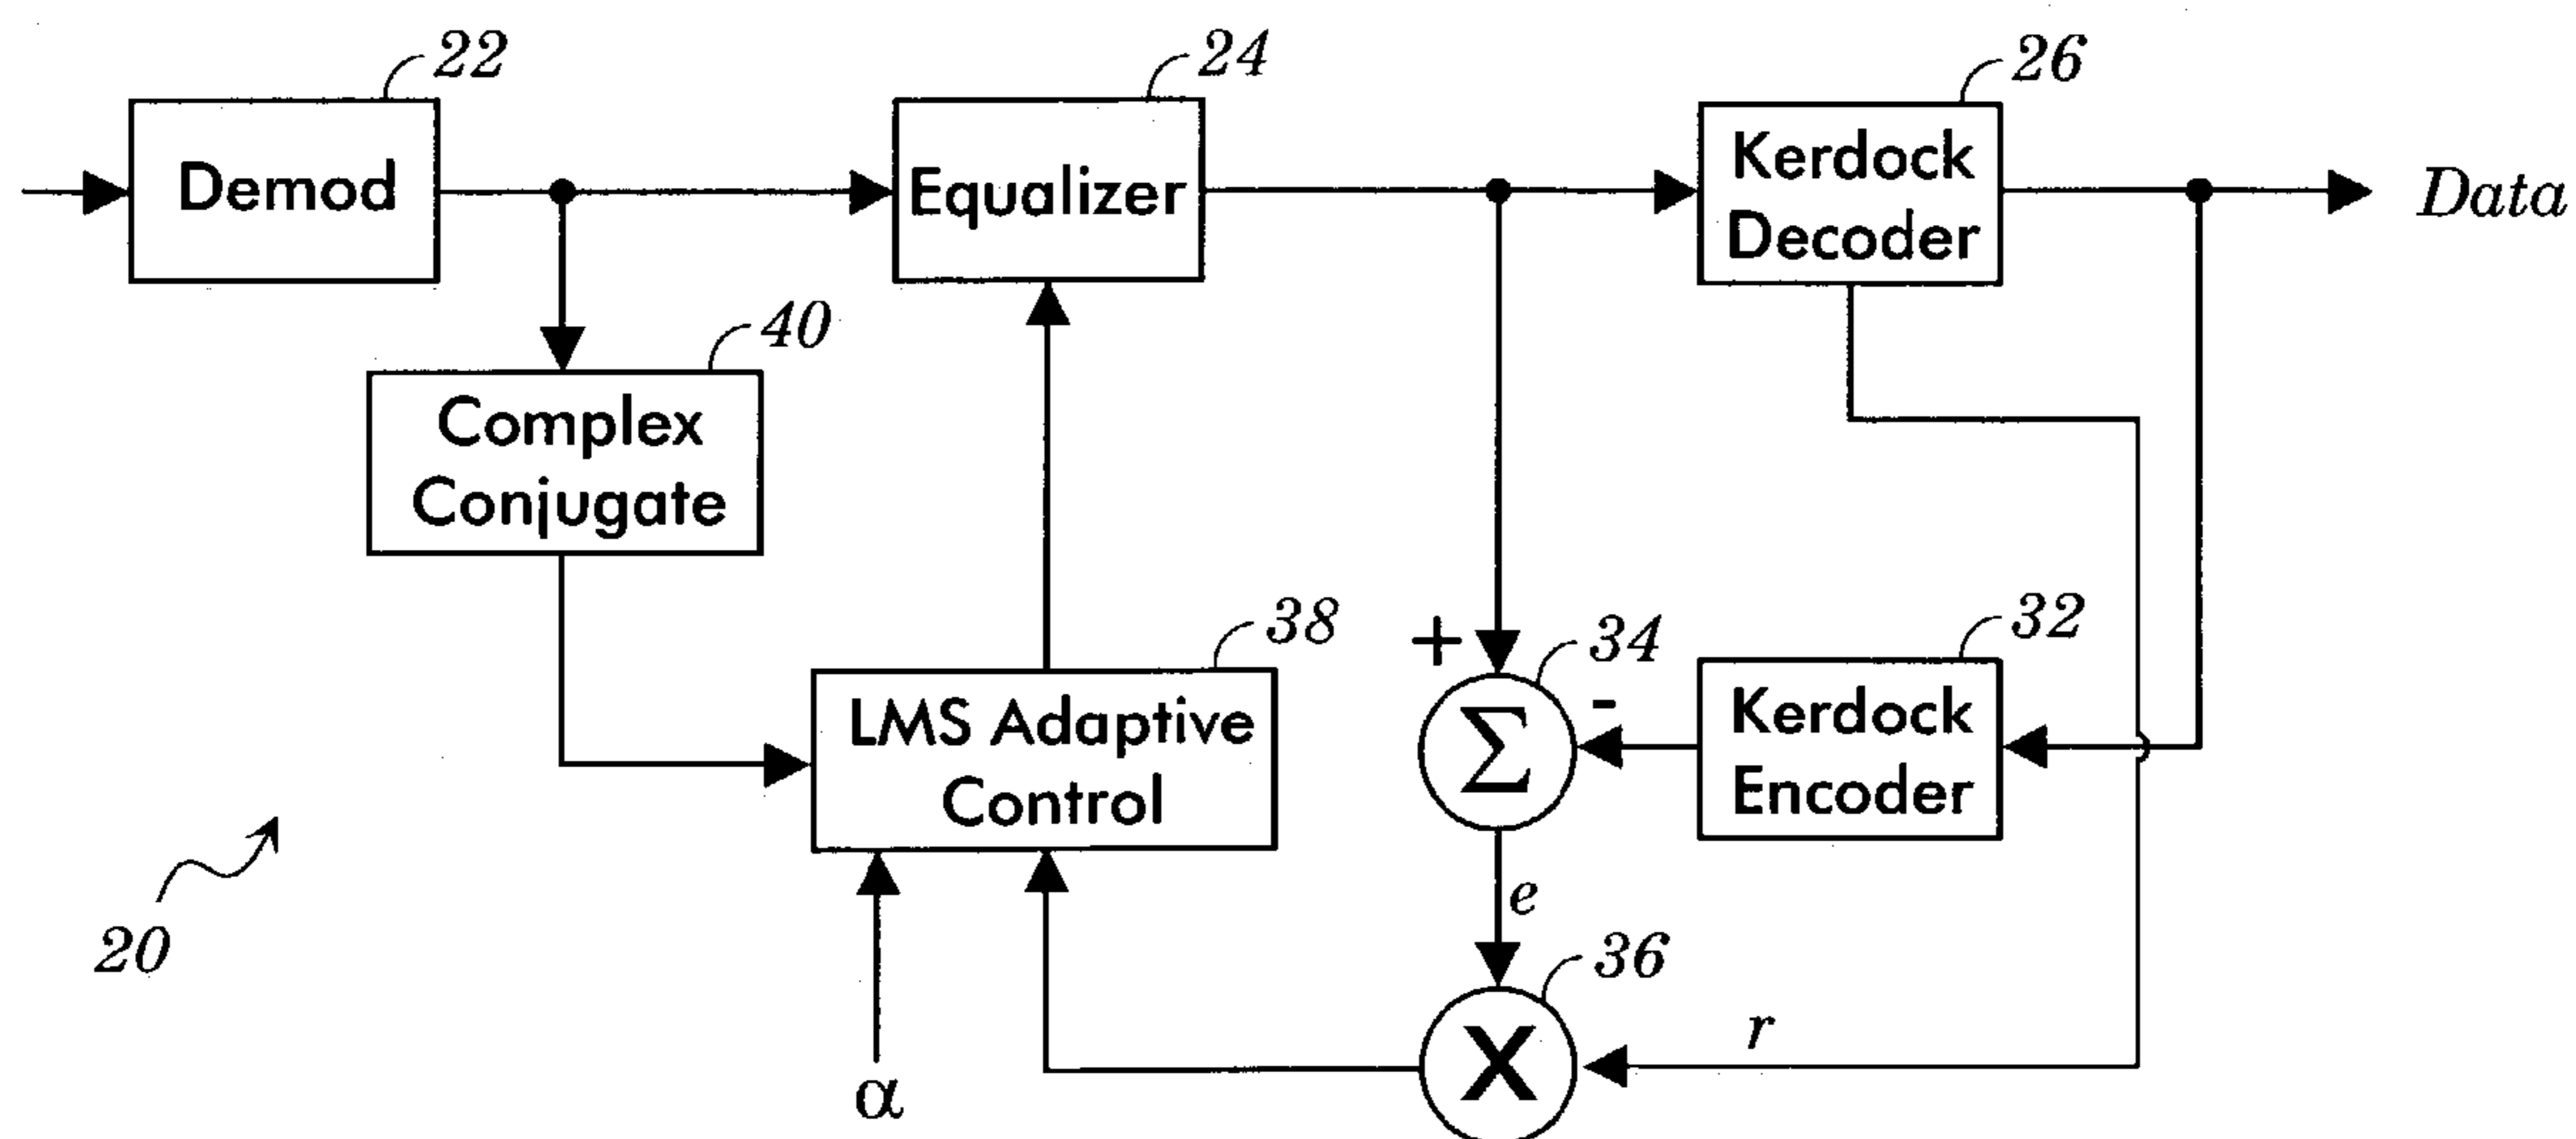 22
24
26
Demod
Equalizer
Kerdock
Decoder
Data
40
Complex
Conjugate
38
LMS Adaptive
Control
+
34
Σ
-
32
Kerdock
Encoder
20
e
36
X
r
α